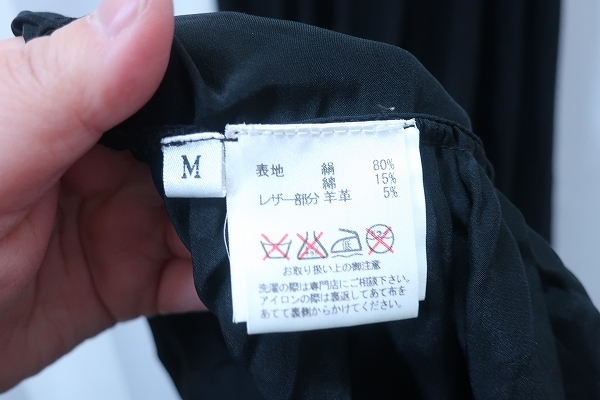 M
表地 絹 80%
綿 15%
レザー部分 羊革 5%
お取り扱い上の御注意
洗濯の際は専門店にご相談下さい。
アイロンの際は裏返してあて布を
あてて裏側からかけてください。